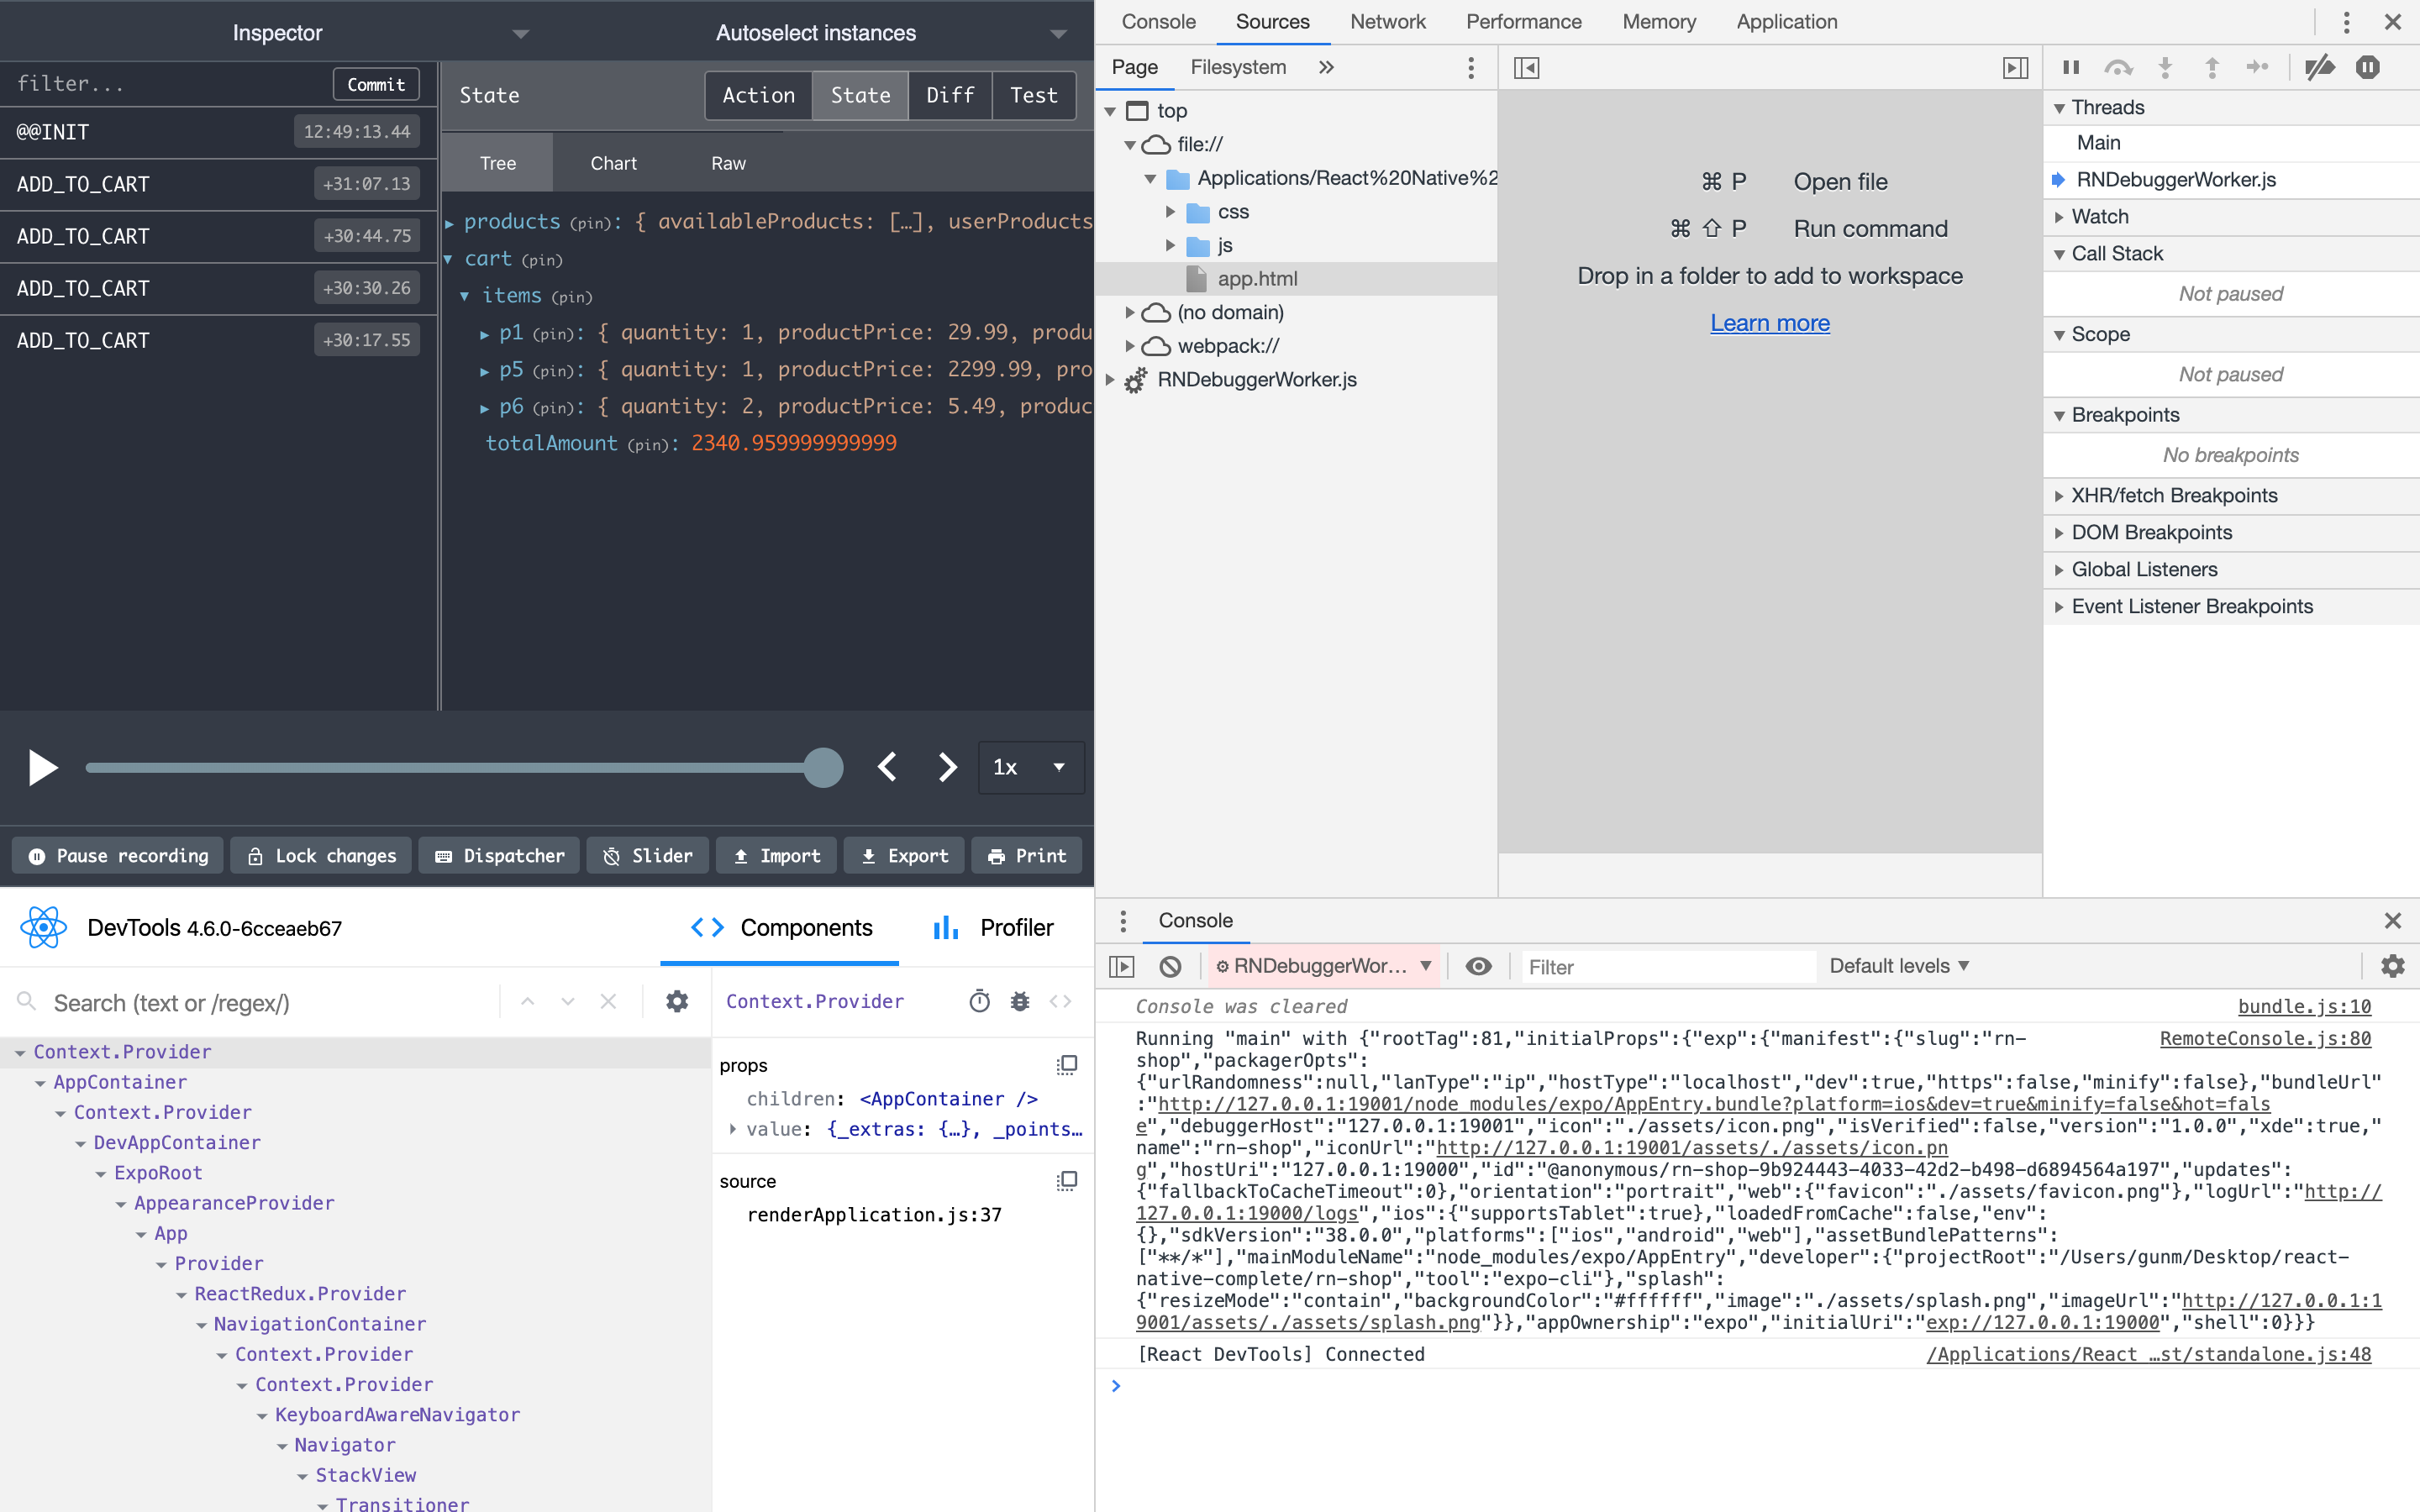 Inspector
Autoselect instances
filter...
Commit
@@INIT 12:49:13.44
ADD_TO_CART +31:07.13
ADD_TO_CART +30:44.75
ADD_TO_CART +30:30.26
ADD_TO_CART +30:17.55
State
Action State Diff Test
Tree Chart Raw
products (pin): { availableProducts: […], userProducts
cart (pin)
items (pin)
p1 (pin): { quantity: 1, productPrice: 29.99, produ
p5 (pin): { quantity: 1, productPrice: 2299.99, pro
p6 (pin): { quantity: 2, productPrice: 5.49, produc
totalAmount (pin): 2340.959999999999
1x
Pause recording Lock changes Dispatcher Slider Import Export Print
DevTools 4.6.0-6cceaeb67
Components
Profiler
Search (text or /regex/)
Context.Provider
AppContainer
Context.Provider
DevAppContainer
ExpoRoot
AppearanceProvider
App
Provider
ReactRedux.Provider
NavigationContainer
Context.Provider
Context.Provider
KeyboardAwareNavigator
Navigator
StackView
Transitioner
Context.Provider
props
children: <AppContainer />
value: {_extras: {…}, _points…
source
renderApplication.js:37
Console Sources Network Performance Memory Application
Page Filesystem
top
file://
Applications/React%20Native%2
css
js
app.html
(no domain)
webpack://
RNDebuggerWorker.js
⌘ P Open file
⌘ ⇧ P Run command
Drop in a folder to add to workspace
Learn more
Threads
Main
RNDebuggerWorker.js
Watch
Call Stack
Not paused
Scope
Not paused
Breakpoints
No breakpoints
XHR/fetch Breakpoints
DOM Breakpoints
Global Listeners
Event Listener Breakpoints
Console
RNDebuggerWor...
Filter
Default levels
Console was cleared bundle.js:10
Running "main" with {"rootTag":81,"initialProps":{"exp":{"manifest":{"slug":"rn- RemoteConsole.js:80
shop","packagerOpts":
{"urlRandomness":null,"lanType":"ip","hostType":"localhost","dev":true,"https":false,"minify":false},"bundleUrl"
:"http://127.0.0.1:19001/node_modules/expo/AppEntry.bundle?platform=ios&dev=true&minify=false&hot=fals
e","debuggerHost":"127.0.0.1:19001","icon":"./assets/icon.png","isVerified":false,"version":"1.0.0","xde":true,"
name":"rn-shop","iconUrl":"http://127.0.0.1:19001/assets/./assets/icon.pn
g","hostUri":"127.0.0.1:19000","id":"@anonymous/rn-shop-9b924443-4033-42d2-b498-d6894564a197","updates":
{"fallbackToCacheTimeout":0},"orientation":"portrait","web":{"favicon":"./assets/favicon.png"},"logUrl":"http://
127.0.0.1:19000/logs","ios":{"supportsTablet":true},"loadedFromCache":false,"env":
{},"sdkVersion":"38.0.0","platforms":["ios","android","web"],"assetBundlePatterns":
["**/*"],"mainModuleName":"node_modules/expo/AppEntry","developer":{"projectRoot":"/Users/gunm/Desktop/react-
native-complete/rn-shop","tool":"expo-cli"},"splash":
{"resizeMode":"contain","backgroundColor":"#ffffff","image":"./assets/splash.png","imageUrl":"http://127.0.0.1:1
9001/assets/./assets/splash.png"}},"appOwnership":"expo","initialUri":"exp://127.0.0.1:19000","shell":0}}}
[React DevTools] Connected /Applications/React …st/standalone.js:48